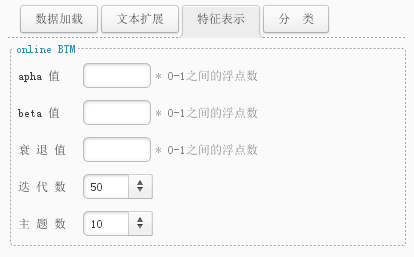 数据加载 文本扩展 特征表示 分 类
online BTM
apha 值 * 0-1之间的浮点数
beta 值 * 0-1之间的浮点数
衰 退 值 * 0-1之间的浮点数
迭 代 数 50
主 题 数 10